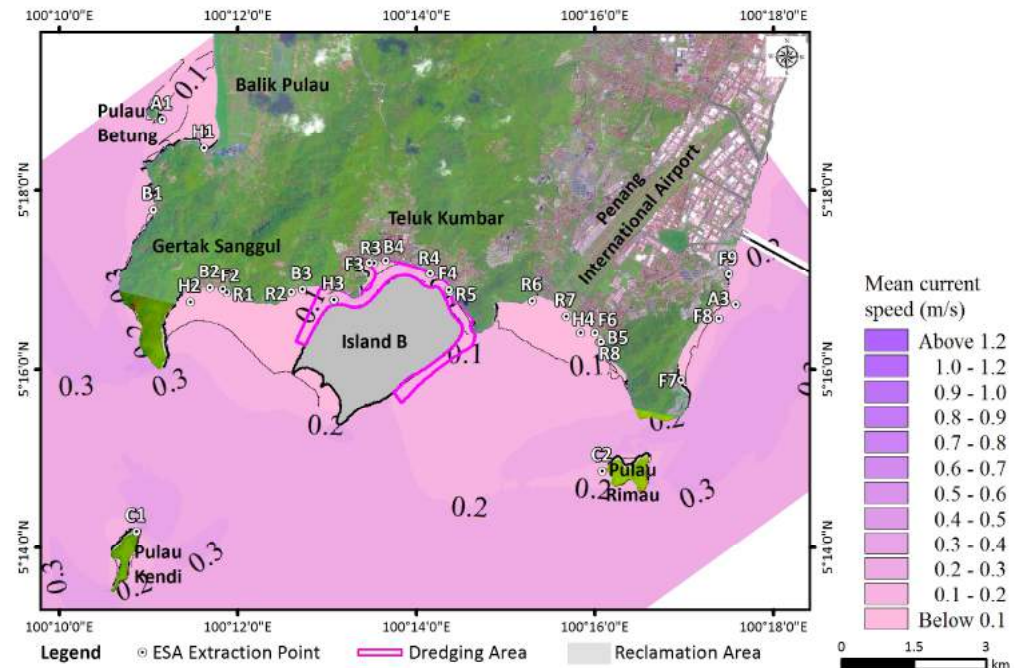 100°10'0"E 100°12'0"E 100°14'0"E 100°16'0"E 100°18'0"E
0.1
Balik Pulau
A1
Pulau
Betung
H1
5°18'0"N
5°18'0"N
B1
Penang
International Airport
Teluk Kumbar
Gertak Sanggul
R3 B4
F3
R4
F4
F9
0.2
0.3
B2
F2
B3
H2
R1
R2
H3
R5
R6
R7
A3
F8
0.1
H4 F6
B5
R8
Island B
0.2
5°16'0"N
5°16'0"N
0.3
0.3
0.1
0.1
F7
0.3
0.2
0.2
C2
Pulau
Rimau
0.2
0.3
0.2
C1
5°14'0"N
5°14'0"N
Pulau
Kendi
0.3
0.3
0.2
100°10'0"E 100°12'0"E 100°14'0"E 100°16'0"E 100°18'0"E
Legend ESA Extraction Point Dredging Area Reclamation Area
Mean current
speed (m/s)
Above 1.2
1.0 - 1.2
0.9 - 1.0
0.8 - 0.9
0.7 - 0.8
0.6 - 0.7
0.5 - 0.6
0.4 - 0.5
0.3 - 0.4
0.2 - 0.3
0.1 - 0.2
Below 0.1
0 1.5 3
km